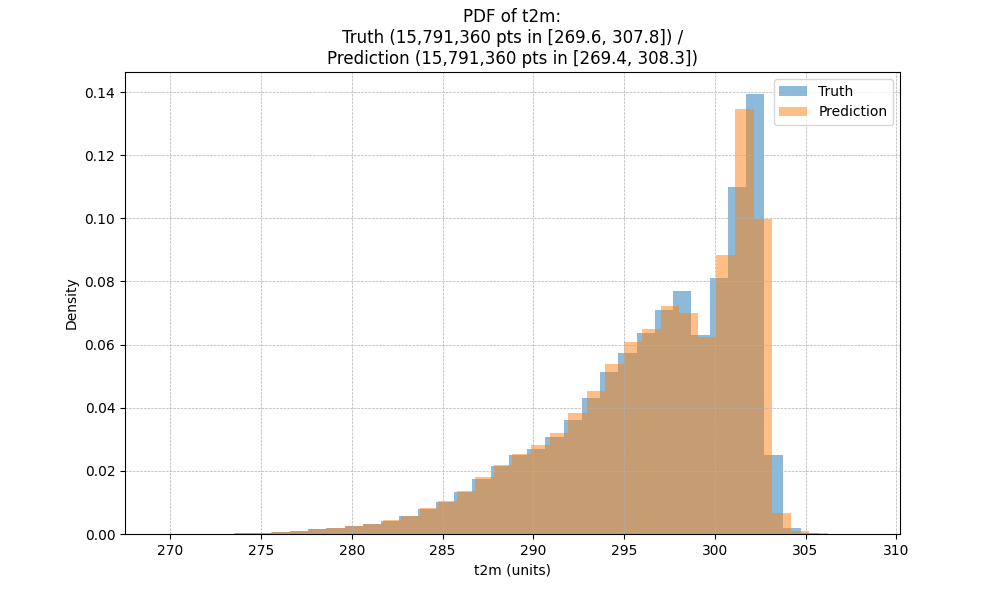 PDF of t2m:
Truth (15,791,360 pts in [269.6, 307.8]) /
Prediction (15,791,360 pts in [269.4, 308.3])
Truth
Prediction
0.14
0.12
0.10
0.08
0.06
0.04
0.02
0.00
Density
270 275 280 285 290 295 300 305 310
t2m (units)